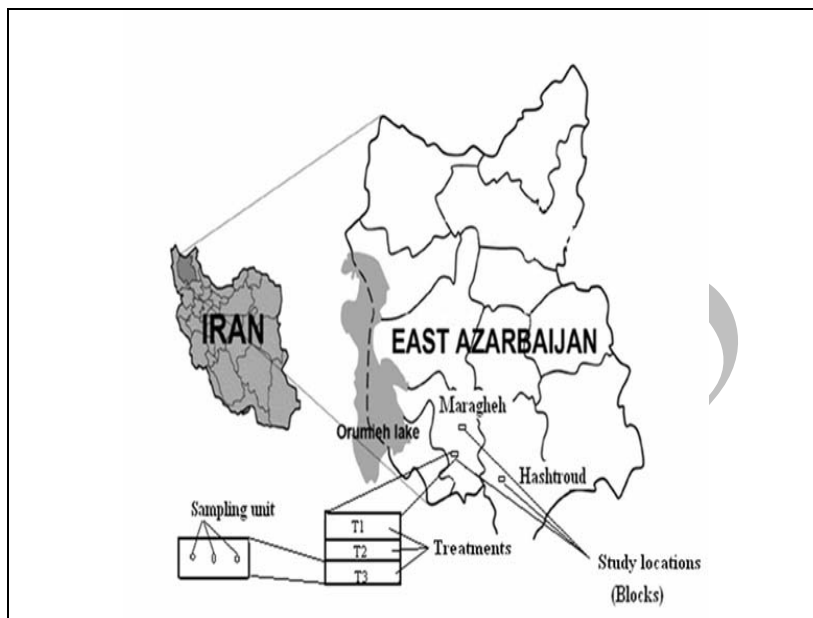 IRAN
EAST AZARBAIJAN
Maragheh
Orumieh lake
Hashtroud
Sampling unit
T1
T2
T3
Treatments
Study locations
(Blocks)